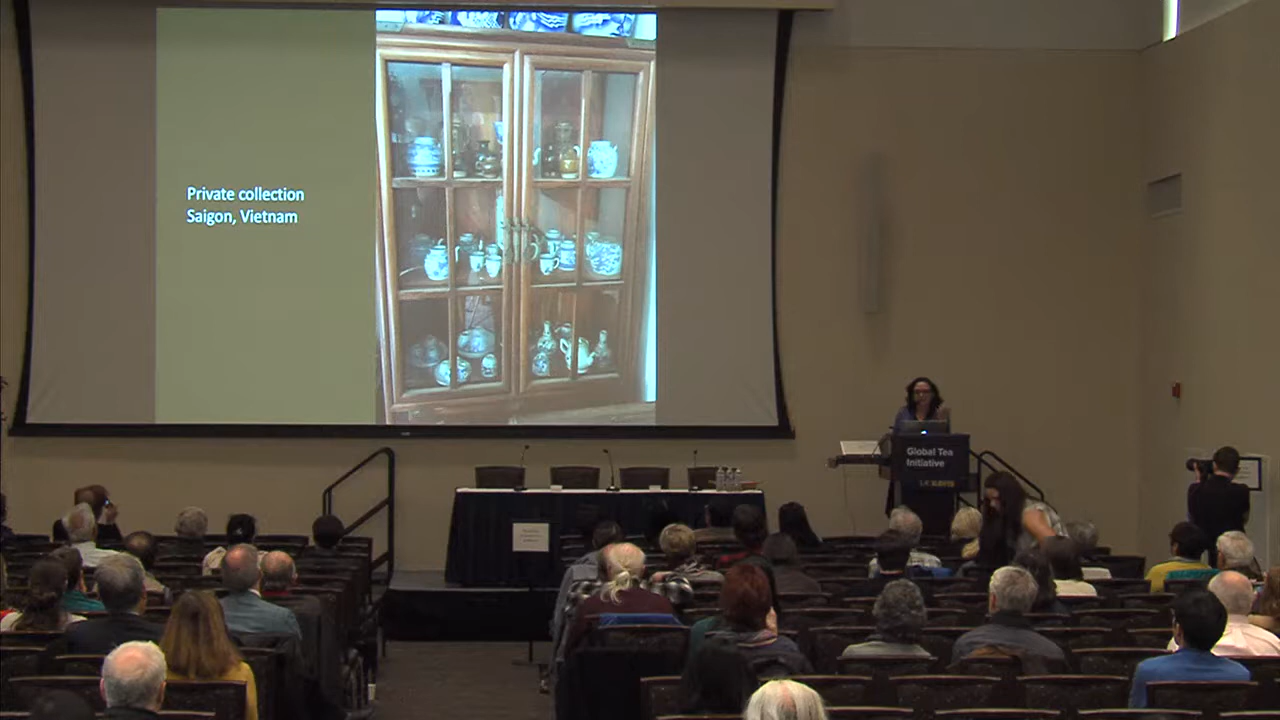 Private collection
Saigon, Vietnam
Global Tea
Initiative
UC DAVIS